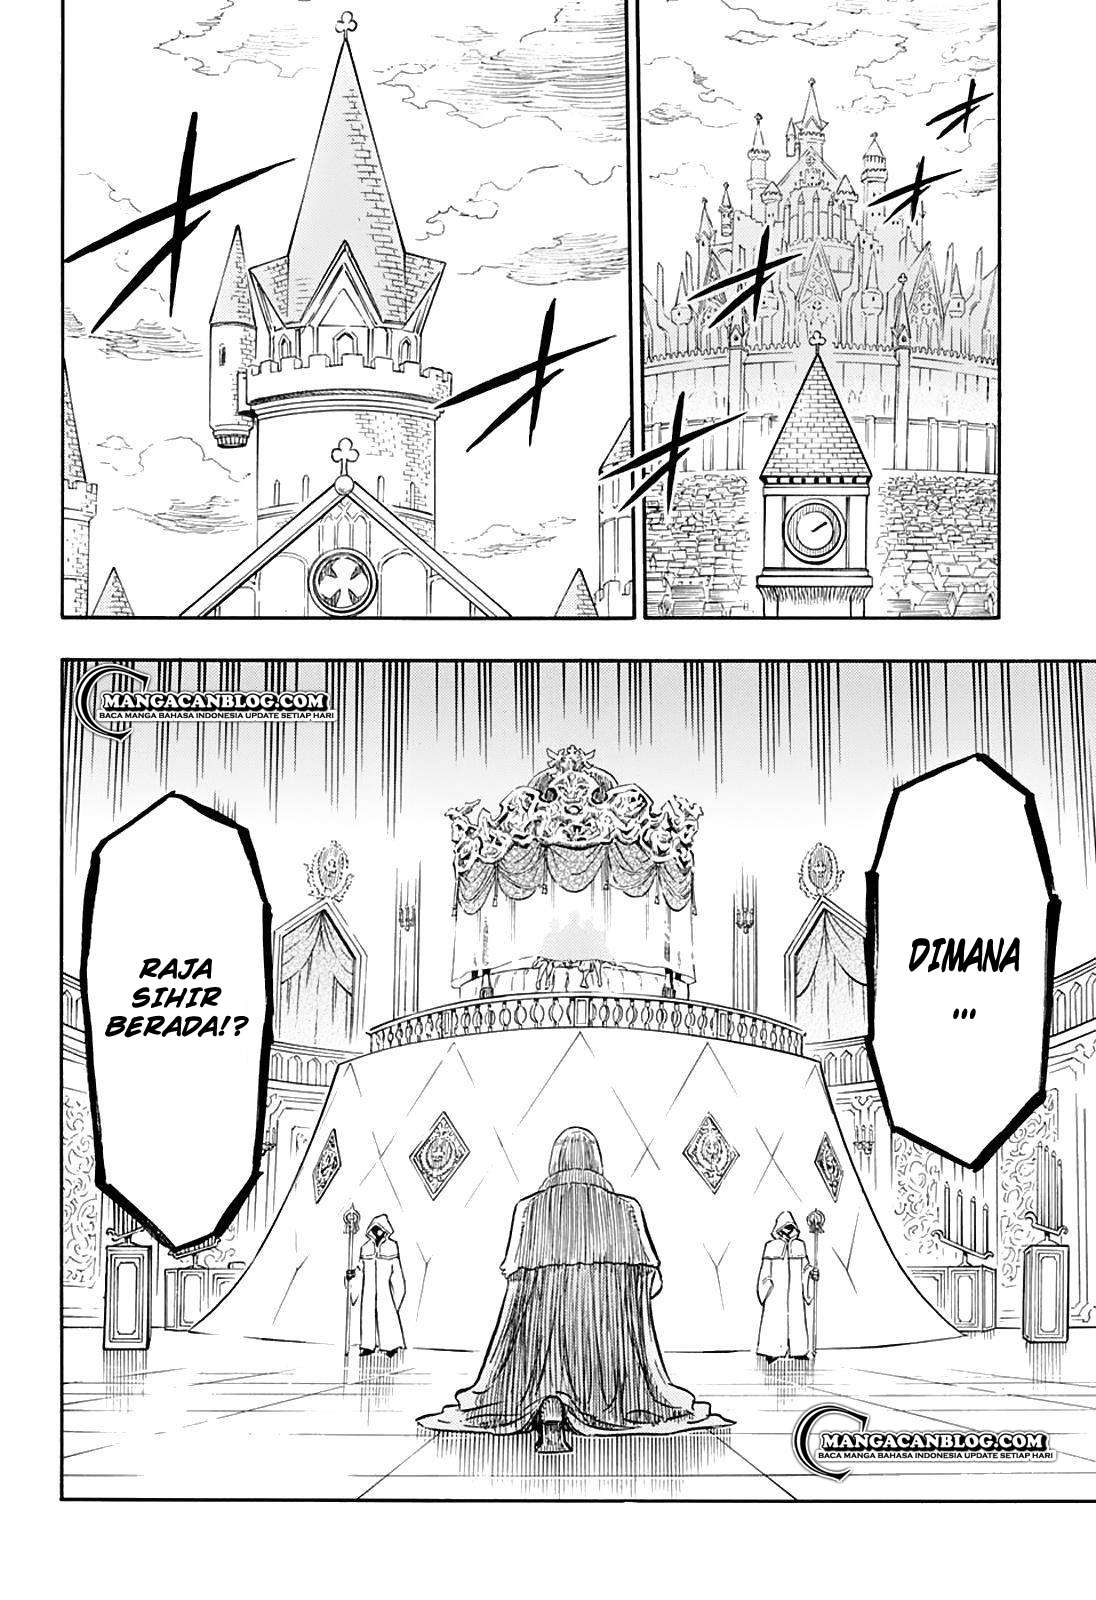 MANGACANBLOG.COM
BACA MANGA BAHASA INDONESIA UPDATE SETIAP HARI
DIMANA
...
RAJA
SIHIR
BERADA!?
MANGACANBLOG.COM
BACA MANGA BAHASA INDONESIA UPDATE SETIAP HARI